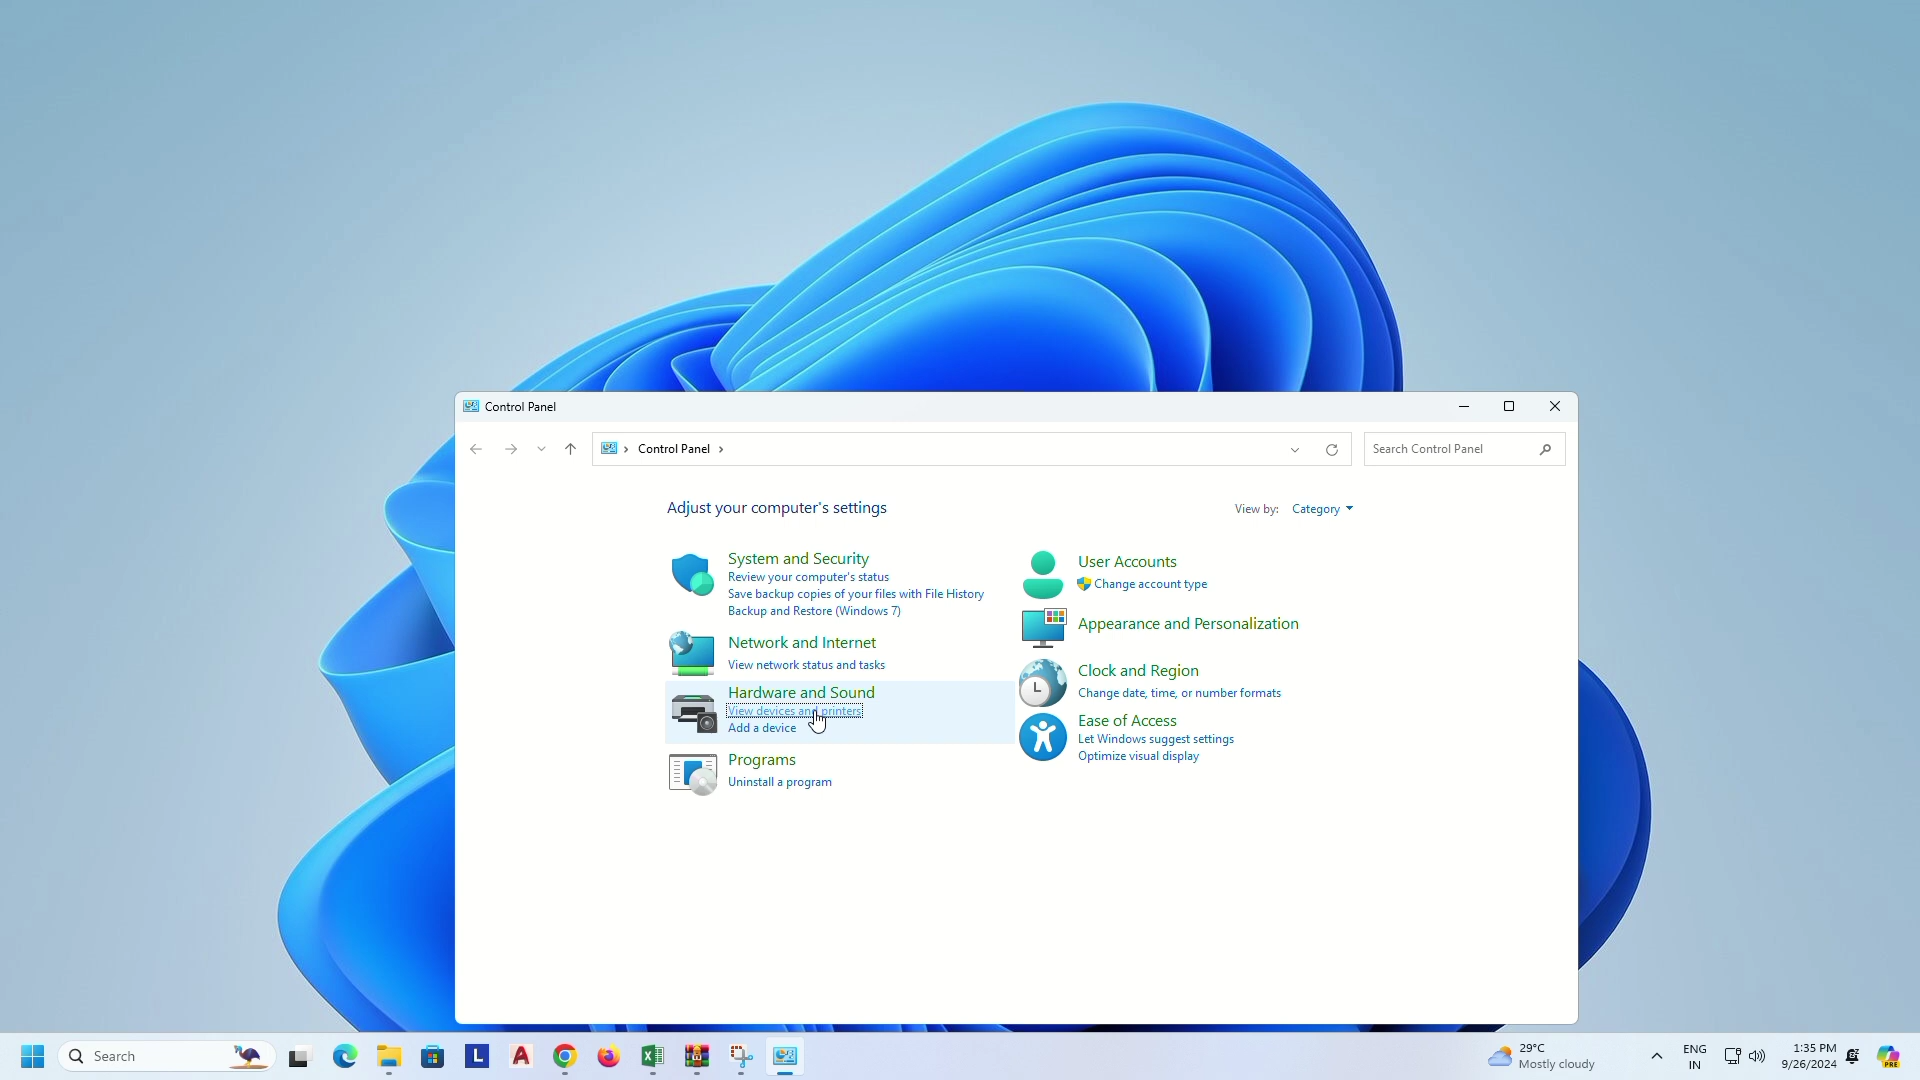 Control Panel
Control Panel
Search Control Panel
Adjust your computer's settings
View by: Category
System and Security
Review your computer's status
Save backup copies of your files with File History
Backup and Restore (Windows 7)
Network and Internet
View network status and tasks
Hardware and Sound
View devices and printers
Add a device
Programs
Uninstall a program
User Accounts
Change account type
Appearance and Personalization
Clock and Region
Change date, time, or number formats
Ease of Access
Let Windows suggest settings
Optimize visual display
Search
L
A
29°C
Mostly cloudy
ENG
IN
1:35 PM
9/26/2024
PRE